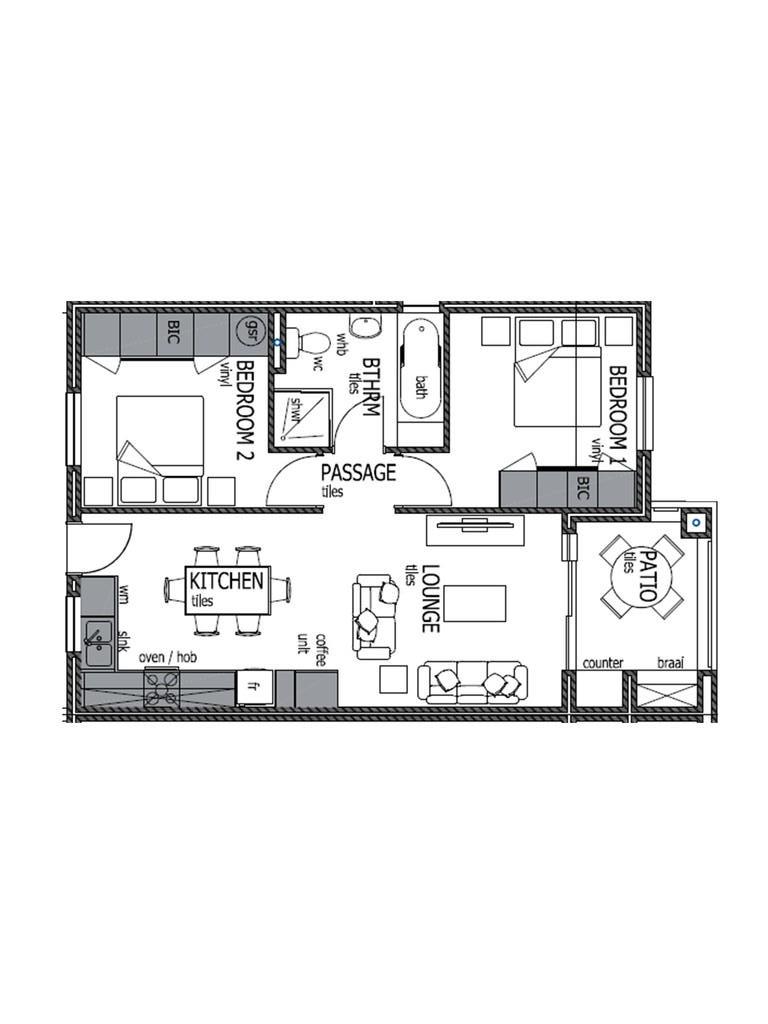 BIC
gsr
BEDROOM 2
vinyl
wc
whb
BTHRM
tiles
shwr
bath
BEDROOM 1
vinyl
BIC
PASSAGE
tiles
KITCHEN
tiles
wm
sink
oven / hob
fr
coffee
unit
LOUNGE
tiles
PATIO
tiles
counter
braai